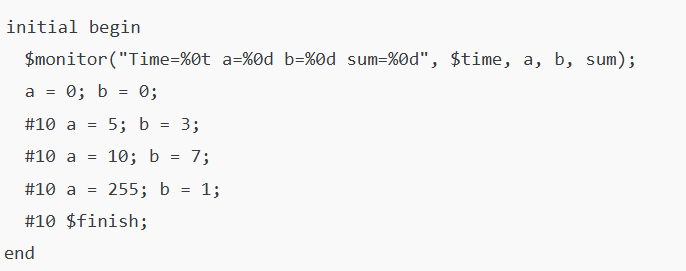 initial begin
$monitor("Time=%0t a=%0d b=%0d sum=%0d", $time, a, b, sum);
a = 0; b = 0;
#10 a = 5; b = 3;
#10 a = 10; b = 7;
#10 a = 255; b = 1;
#10 $finish;
end